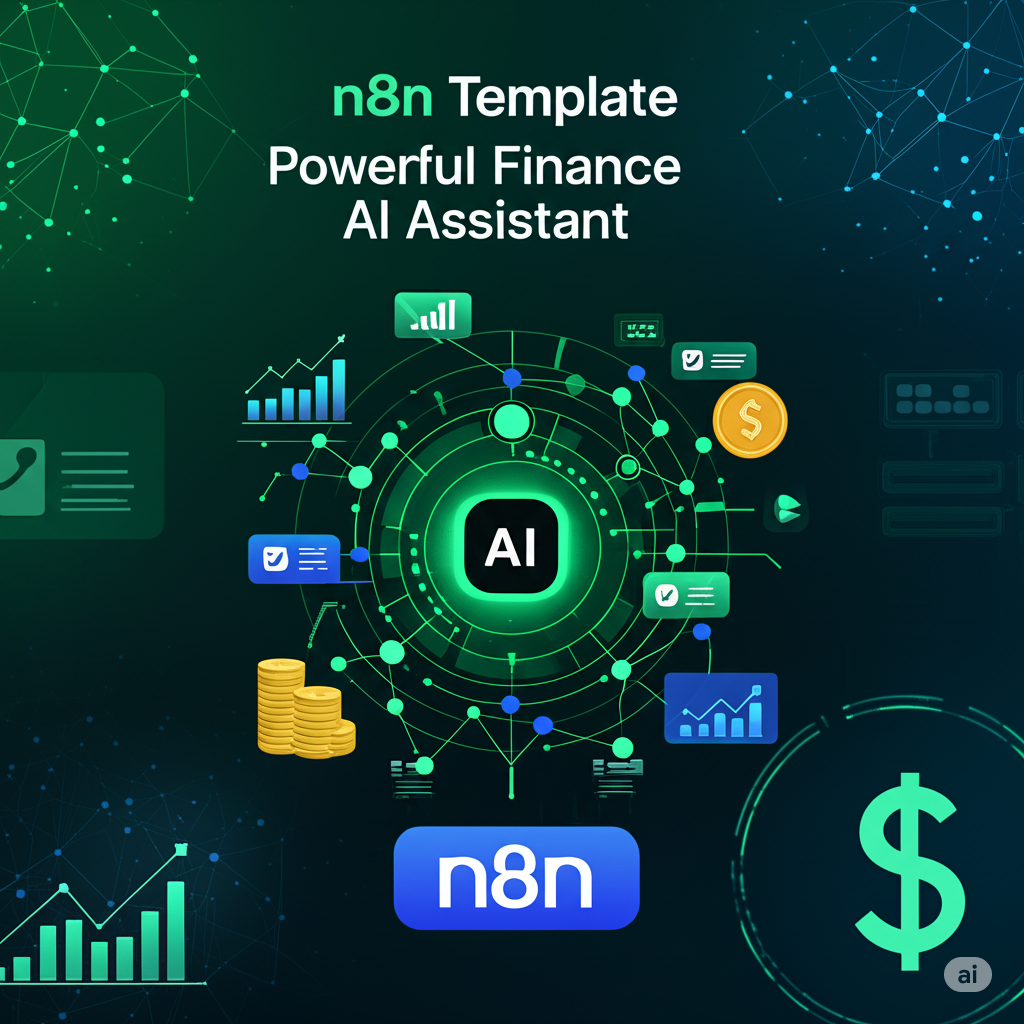 n8n Template
Powerful Finance
AI Assistant
$
AI
n8n
$
ai